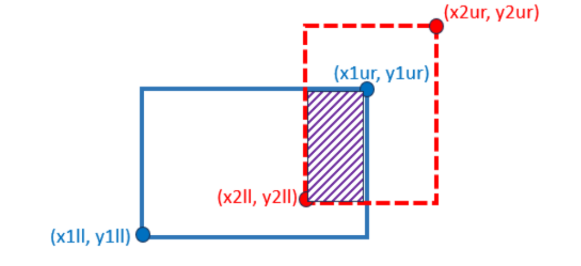 (x2ur, y2ur)
(x1ur, y1ur)
(x2ll, y2ll)
(x1ll, y1ll)